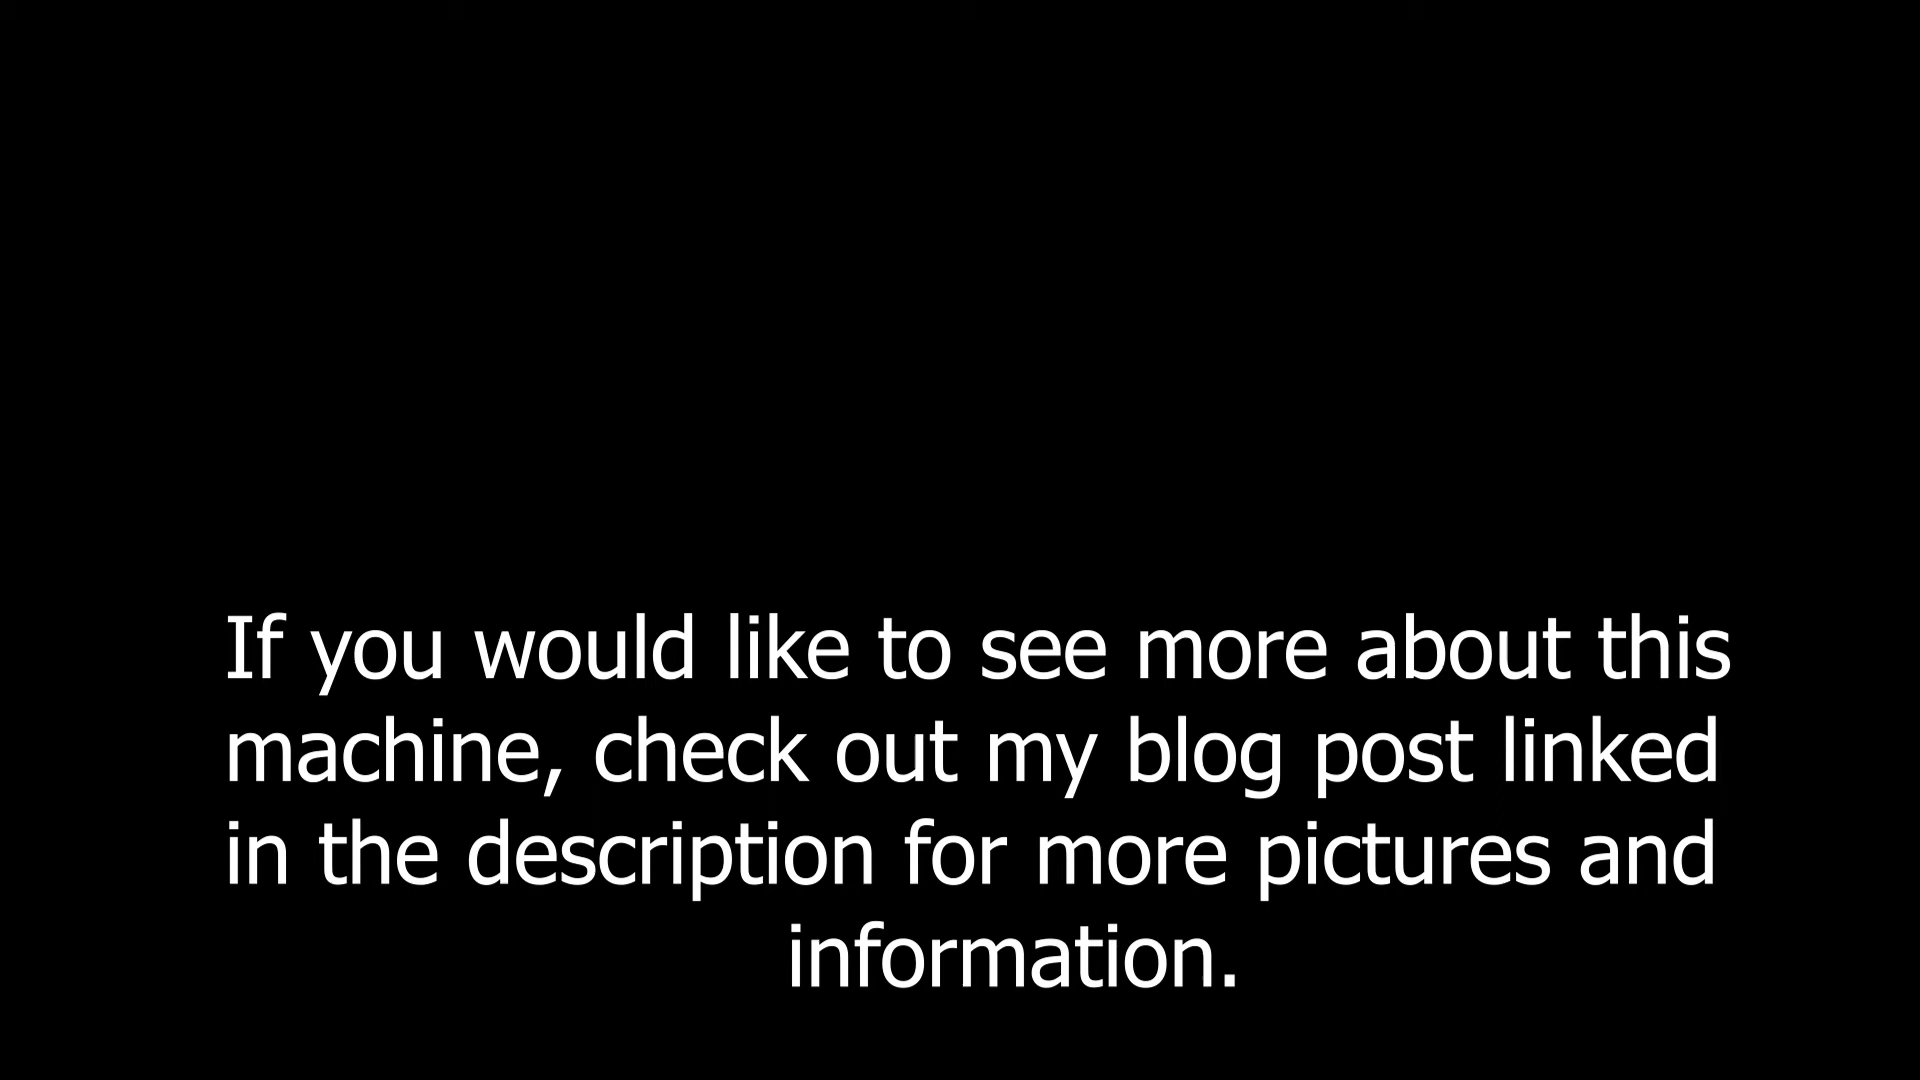 If you would like to see more about this
machine, check out my blog post linked
in the description for more pictures and
information.